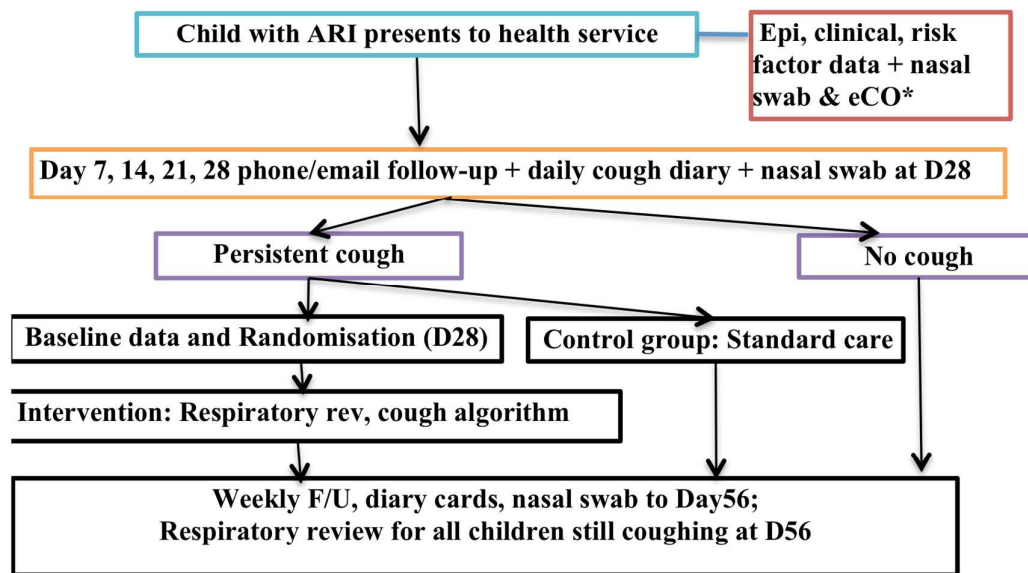 Child with ARI presents to health service
Epi, clinical, risk
factor data + nasal
swab & eCO*
Day 7, 14, 21, 28 phone/email follow-up + daily cough diary + nasal swab at D28
Persistent cough
No cough
Baseline data and Randomisation (D28)
Control group: Standard care
Intervention: Respiratory rev, cough algorithm
Weekly F/U, diary cards, nasal swab to Day56;
Respiratory review for all children still coughing at D56